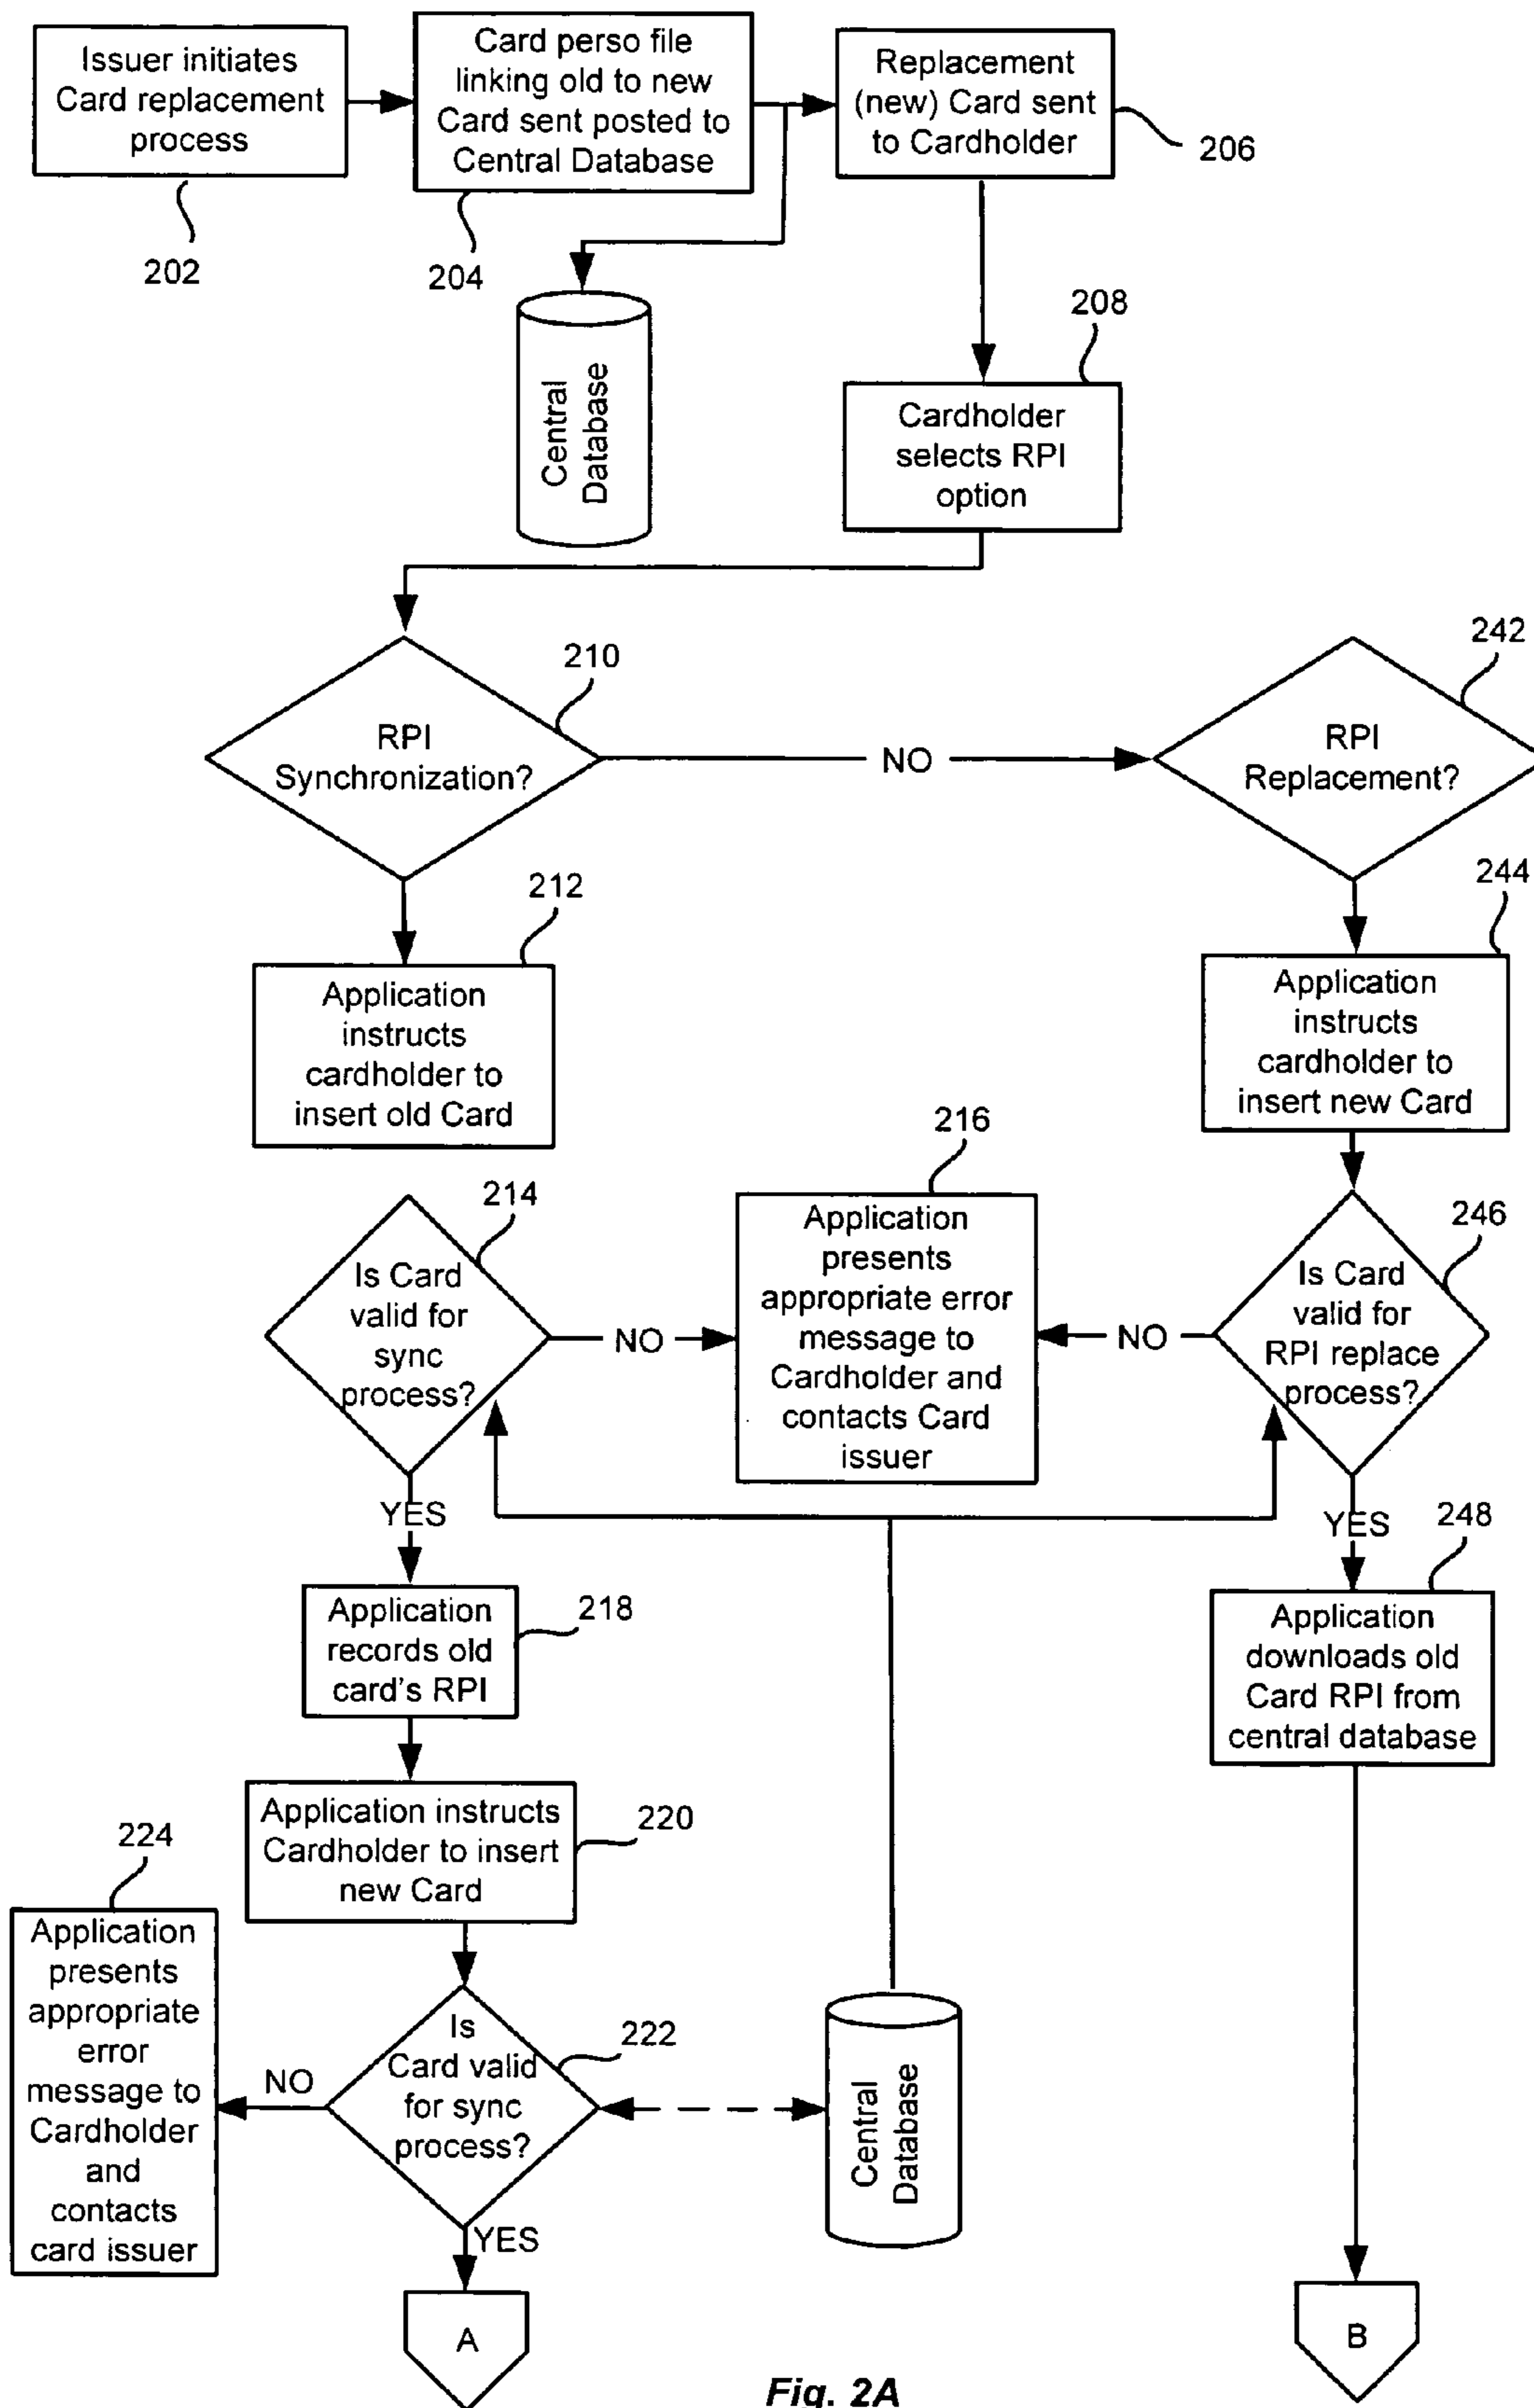 Issuer initiates
Card replacement
process
202
Card perso file
linking old to new
Card sent posted to
Central Database
204
Replacement
(new) Card sent
to Cardholder
206
Central
Database
208
Cardholder
selects RPI
option
210
RPI
Synchronization?
NO
242
RPI
Replacement?
212
Application
instructs
cardholder to
insert old Card
244
Application
instructs
cardholder to
insert new Card
214
Is Card
valid for
sync
process?
NO
216
Application
presents
appropriate error
message to
Cardholder and
contacts Card
issuer
NO
246
Is Card
valid for
RPI replace
process?
YES
YES
218
Application
records old
card's RPI
248
Application
downloads old
Card RPI from
central database
220
Application instructs
Cardholder to insert
new Card
224
Application
presents
appropriate
error
message to
Cardholder
and
contacts
card issuer
NO
222
Is
Card valid
for sync
process?
Central
Database
YES
A
B
Fig. 2A